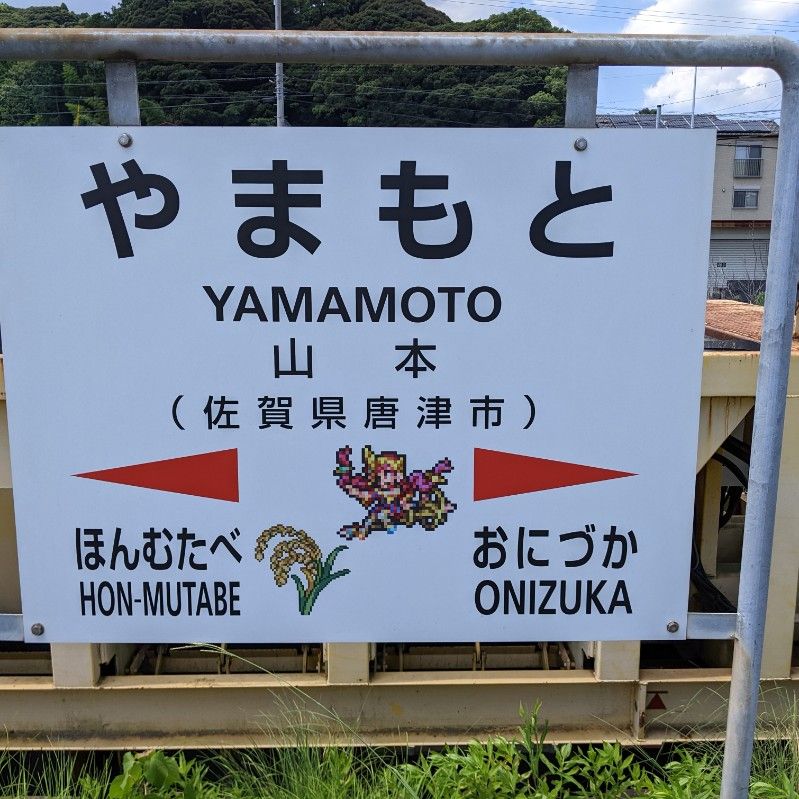 やまもと
YAMAMOTO
山本
(佐賀県唐津市)
ほんむたべ おにづか
HON-MUTABE ONIZUKA